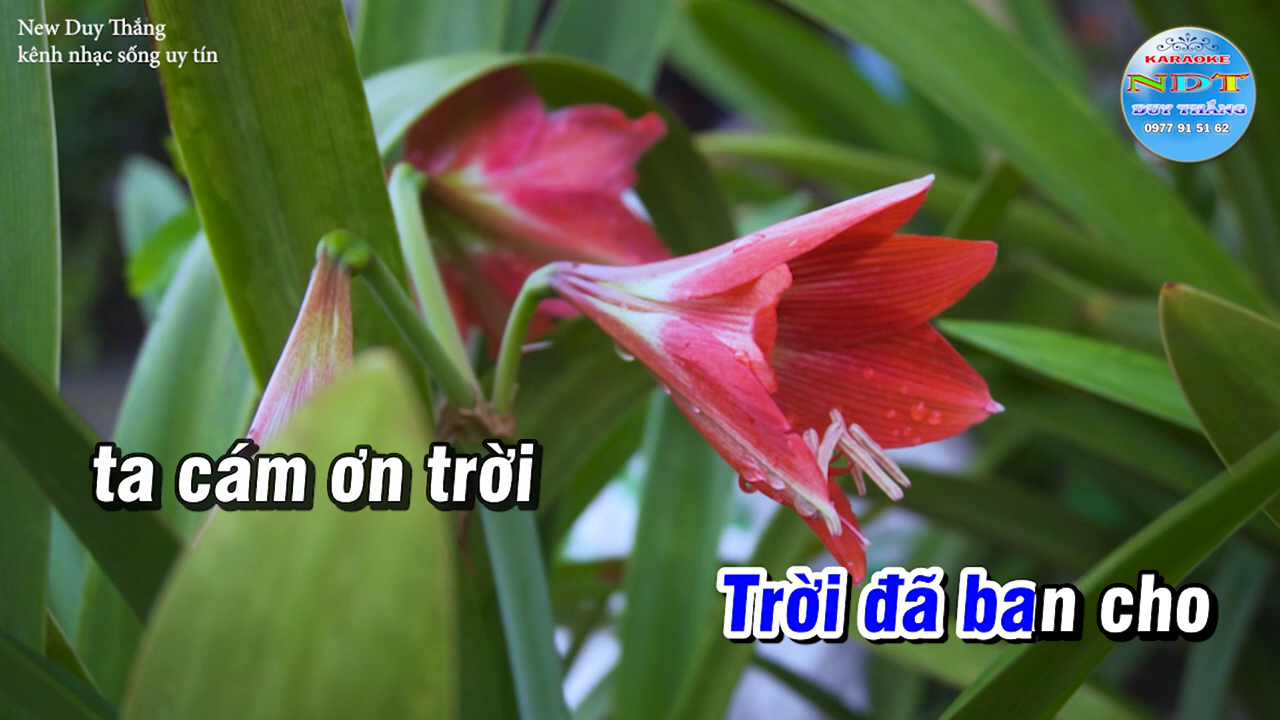 New Duy Thắng
kênh nhạc sống uy tín
KARAOKE
NDT
DUY THẮNG
0977 91 51 62
ta cám ơn trời
Trời đã ban cho